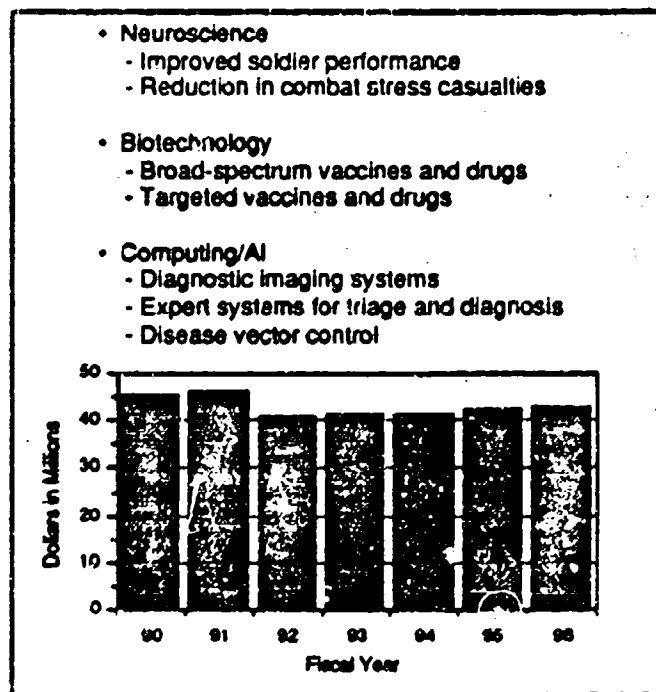 • Neuroscience
- Improved soldier performance
- Reduction in combat stress casualties
• Biotechnology
- Broad-spectrum vaccines and drugs
- Targeted vaccines and drugs
• Computing/AI
- Diagnostic imaging systems
- Expert systems for triage and diagnosis
- Disease vector control
50
40
30
20
10
0
Dollars in Millions
90 91 92 93 94 95 96
Fiscal Year